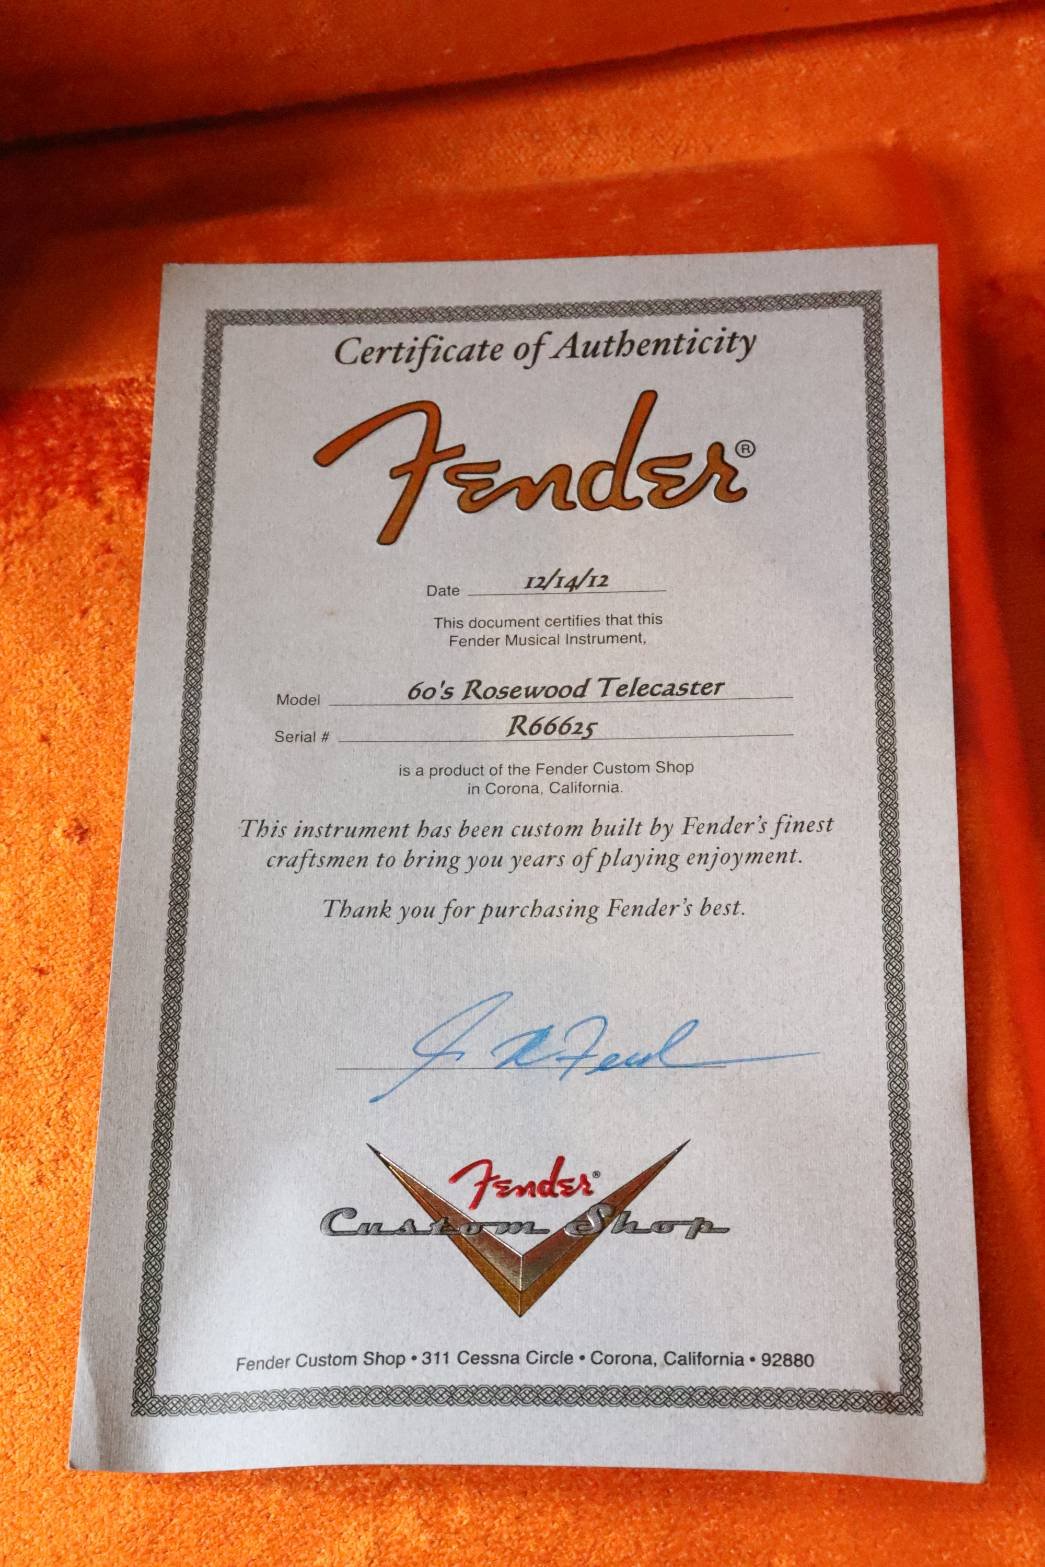 Certificate of Authenticity
Fender®
Date 12/14/12
This document certifies that this
Fender Musical Instrument,
Model 60's Rosewood Telecaster
Serial # R66625
is a product of the Fender Custom Shop
in Corona, California.
This instrument has been custom built by Fender's finest
craftsmen to bring you years of playing enjoyment.
Thank you for purchasing Fender's best.
Fender®
Custom Shop
Fender Custom Shop • 311 Cessna Circle • Corona, California • 92880